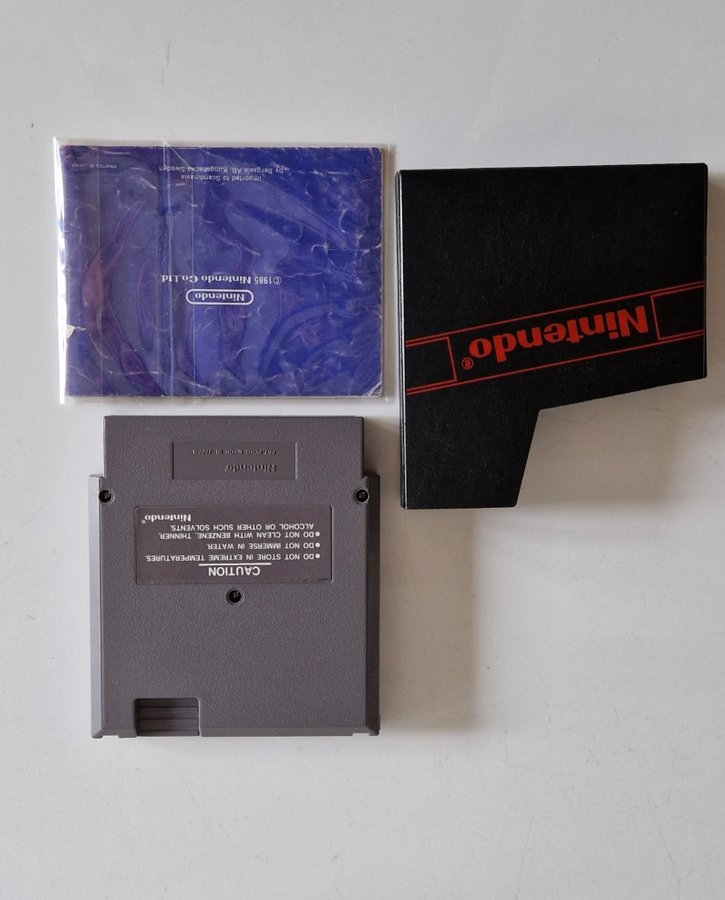 Nintendo
©1985 Nintendo Co.,Ltd.
Imported to Scandinavia
by Bergsala AB, Kungsbacka Sweden
PRINTED IN JAPAN
Nintendo®
CAUTION
● DO NOT STORE IN EXTREME TEMPERATURES.
● DO NOT IMMERSE IN WATER.
● DO NOT CLEAN WITH BENZENE, THINNER,
ALCOHOL OR OTHER SUCH SOLVENTS.
Nintendo®
Nintendo
PAT.PEND. MADE IN JAPAN